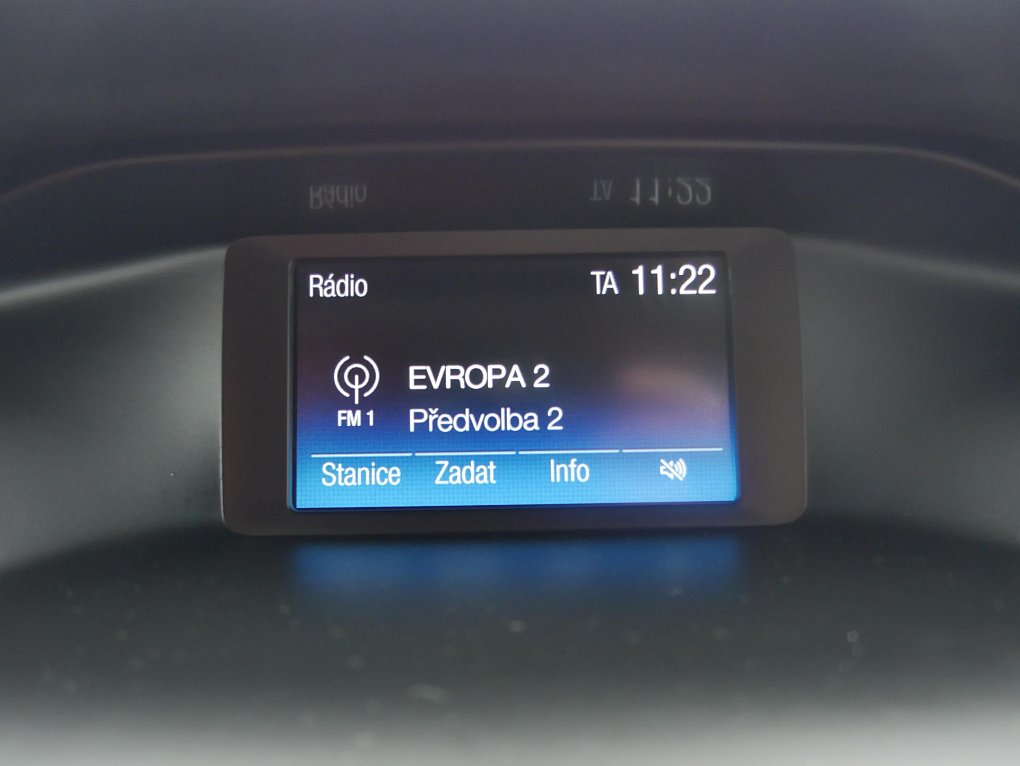 Rádio TA 11:22
EVROPA 2
FM 1 Předvolba 2
Stanice Zadat Info